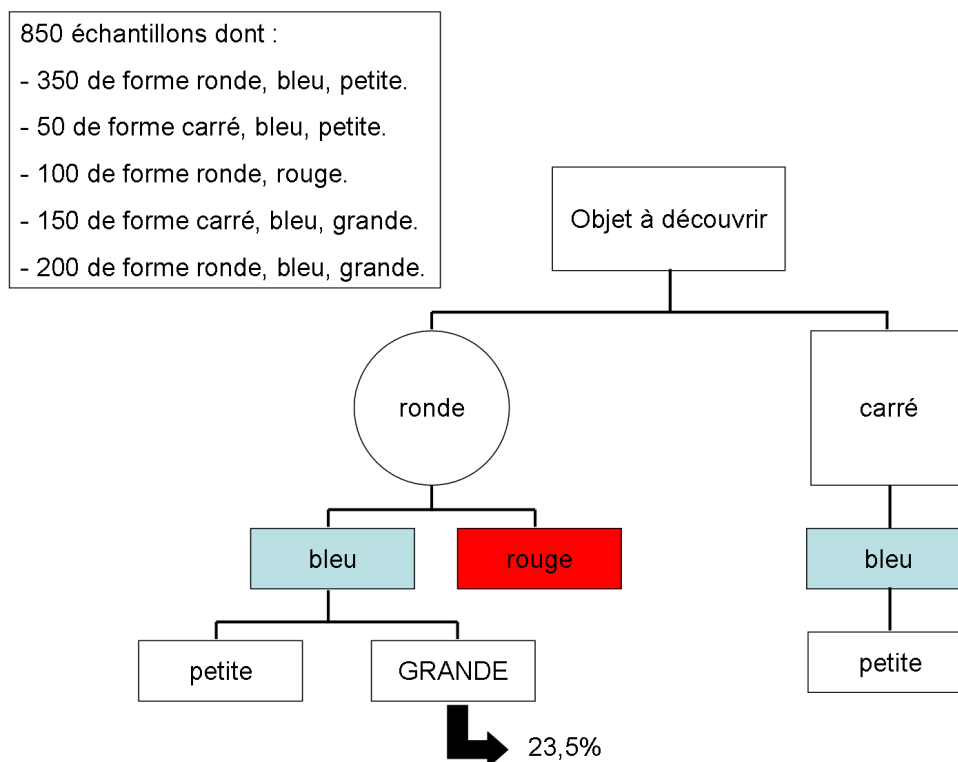 850 échantillons dont :
- 350 de forme ronde, bleu, petite.
- 50 de forme carré, bleu, petite.
- 100 de forme ronde, rouge.
- 150 de forme carré, bleu, grande.
- 200 de forme ronde, bleu, grande.
Objet à découvrir
ronde
carré
bleu
rouge
bleu
petite
GRANDE
petite
23,5%